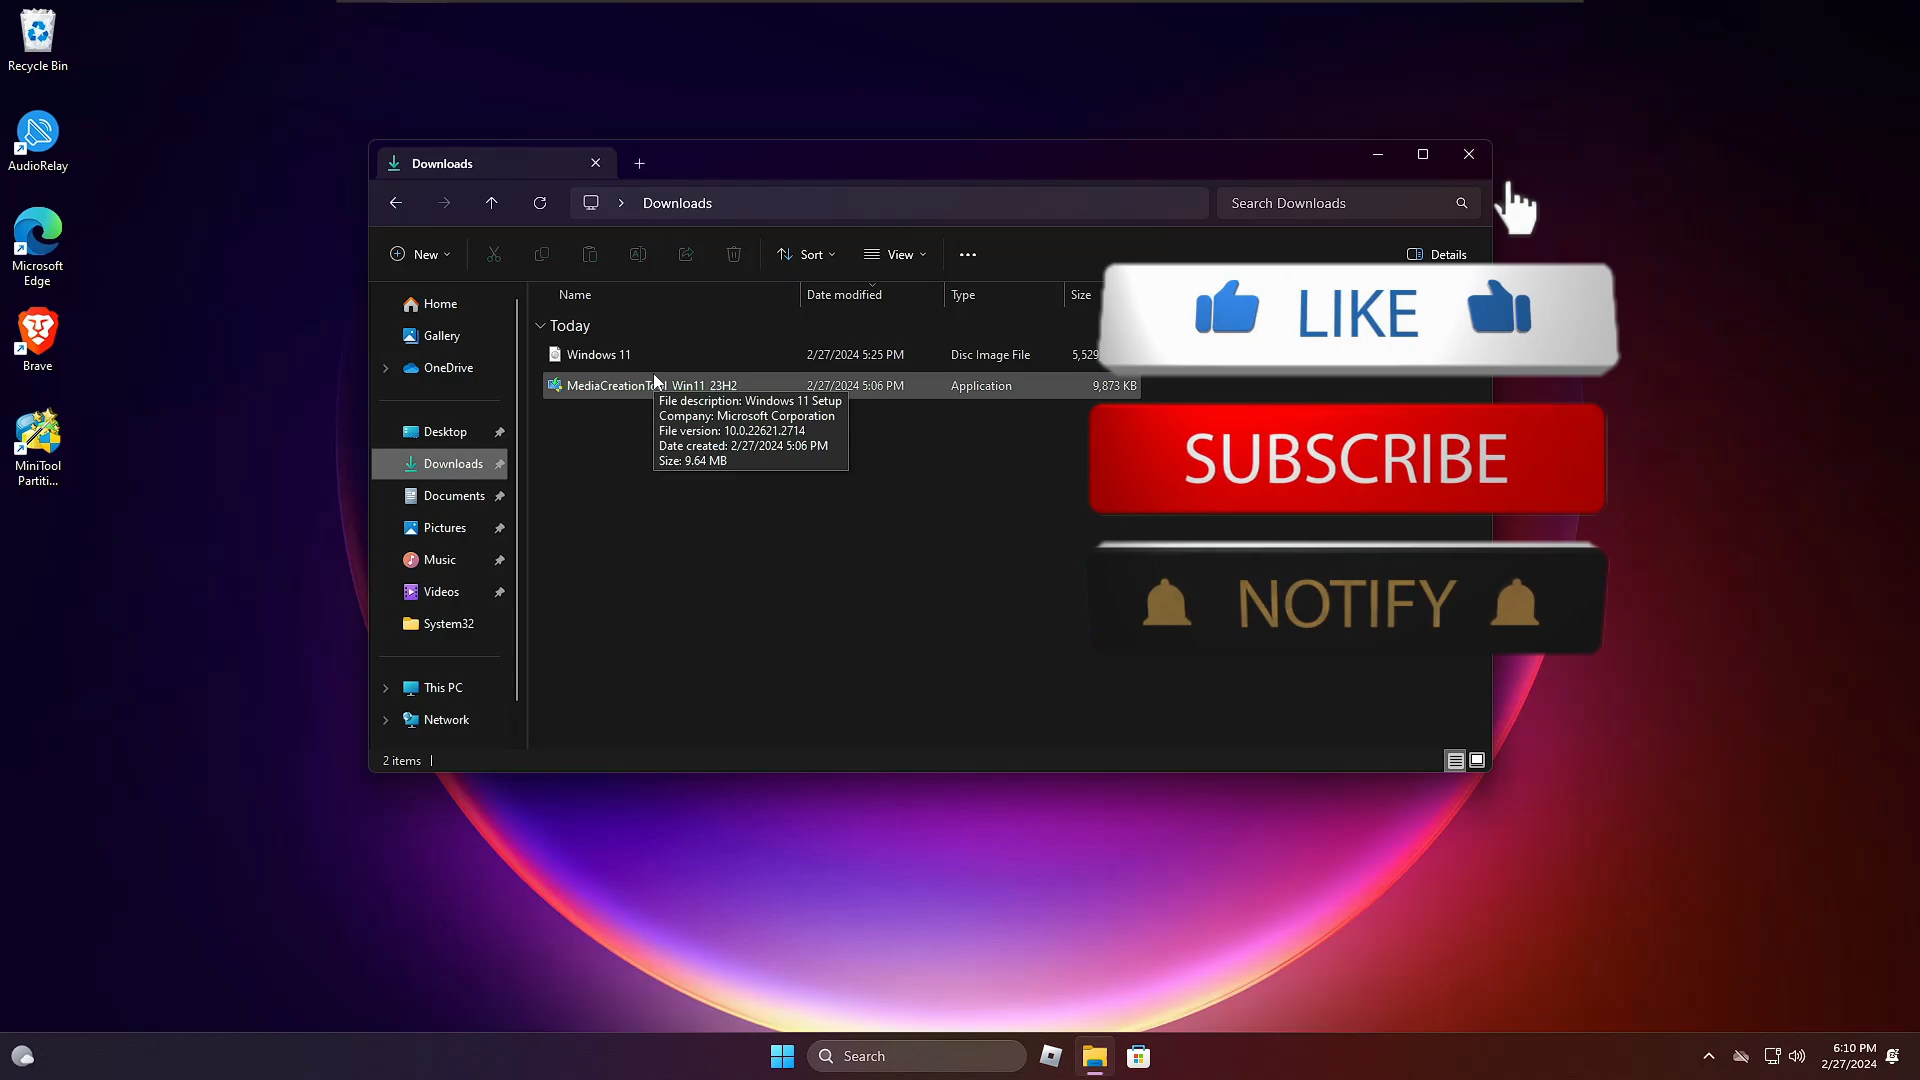 Recycle Bin
AudioRelay
Microsoft
Edge
Brave
MiniTool
Partiti...
Downloads
Downloads
Search Downloads
New
Sort
View
Details
Name
Date modified
Type
Size
Home
Gallery
OneDrive
Desktop
Downloads
Documents
Pictures
Music
Videos
System32
This PC
Network
Today
Windows 11
2/27/2024 5:25 PM
Disc Image File
5,529
MediaCreationTool_Win11_23H2
2/27/2024 5:06 PM
Application
9,873 KB
File description: Windows 11 Setup
Company: Microsoft Corporation
File version: 10.0.22621.2714
Date created: 2/27/2024 5:06 PM
Size: 9.64 MB
LIKE
SUBSCRIBE
NOTIFY
2 items
Search
6:10 PM
2/27/2024